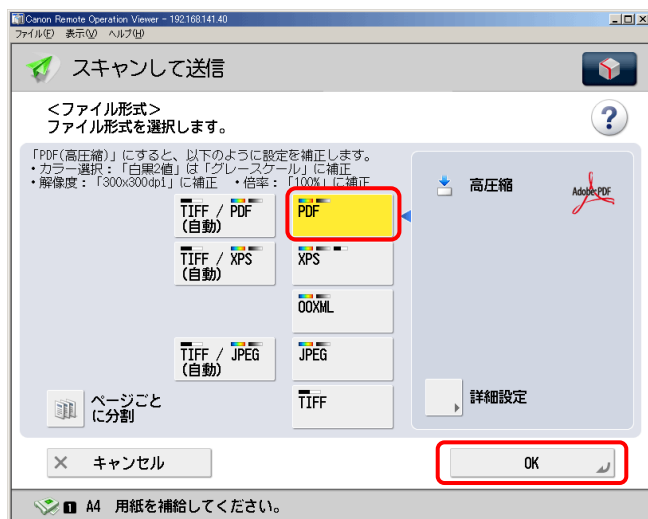 Canon Remote Operation Viewer - 192.168.141.40
ファイル(F) 表示(V) ヘルプ(H)
スキャンして送信
<ファイル形式>
ファイル形式を選択します。
?
「PDF(高圧縮)」にすると、以下のように設定を補正します。
・カラー選択：「白黒2値」は「グレースケール」に補正
・解像度：「300x300dpi」に補正 ・倍率：「100%」に補正
TIFF / PDF
(自動)
PDF
高圧縮
Adobe PDF
TIFF / XPS
(自動)
XPS
OOXML
TIFF / JPEG
(自動)
JPEG
ページごと
に分割
TIFF
詳細設定
× キャンセル
OK
1 A4 用紙を補給してください。